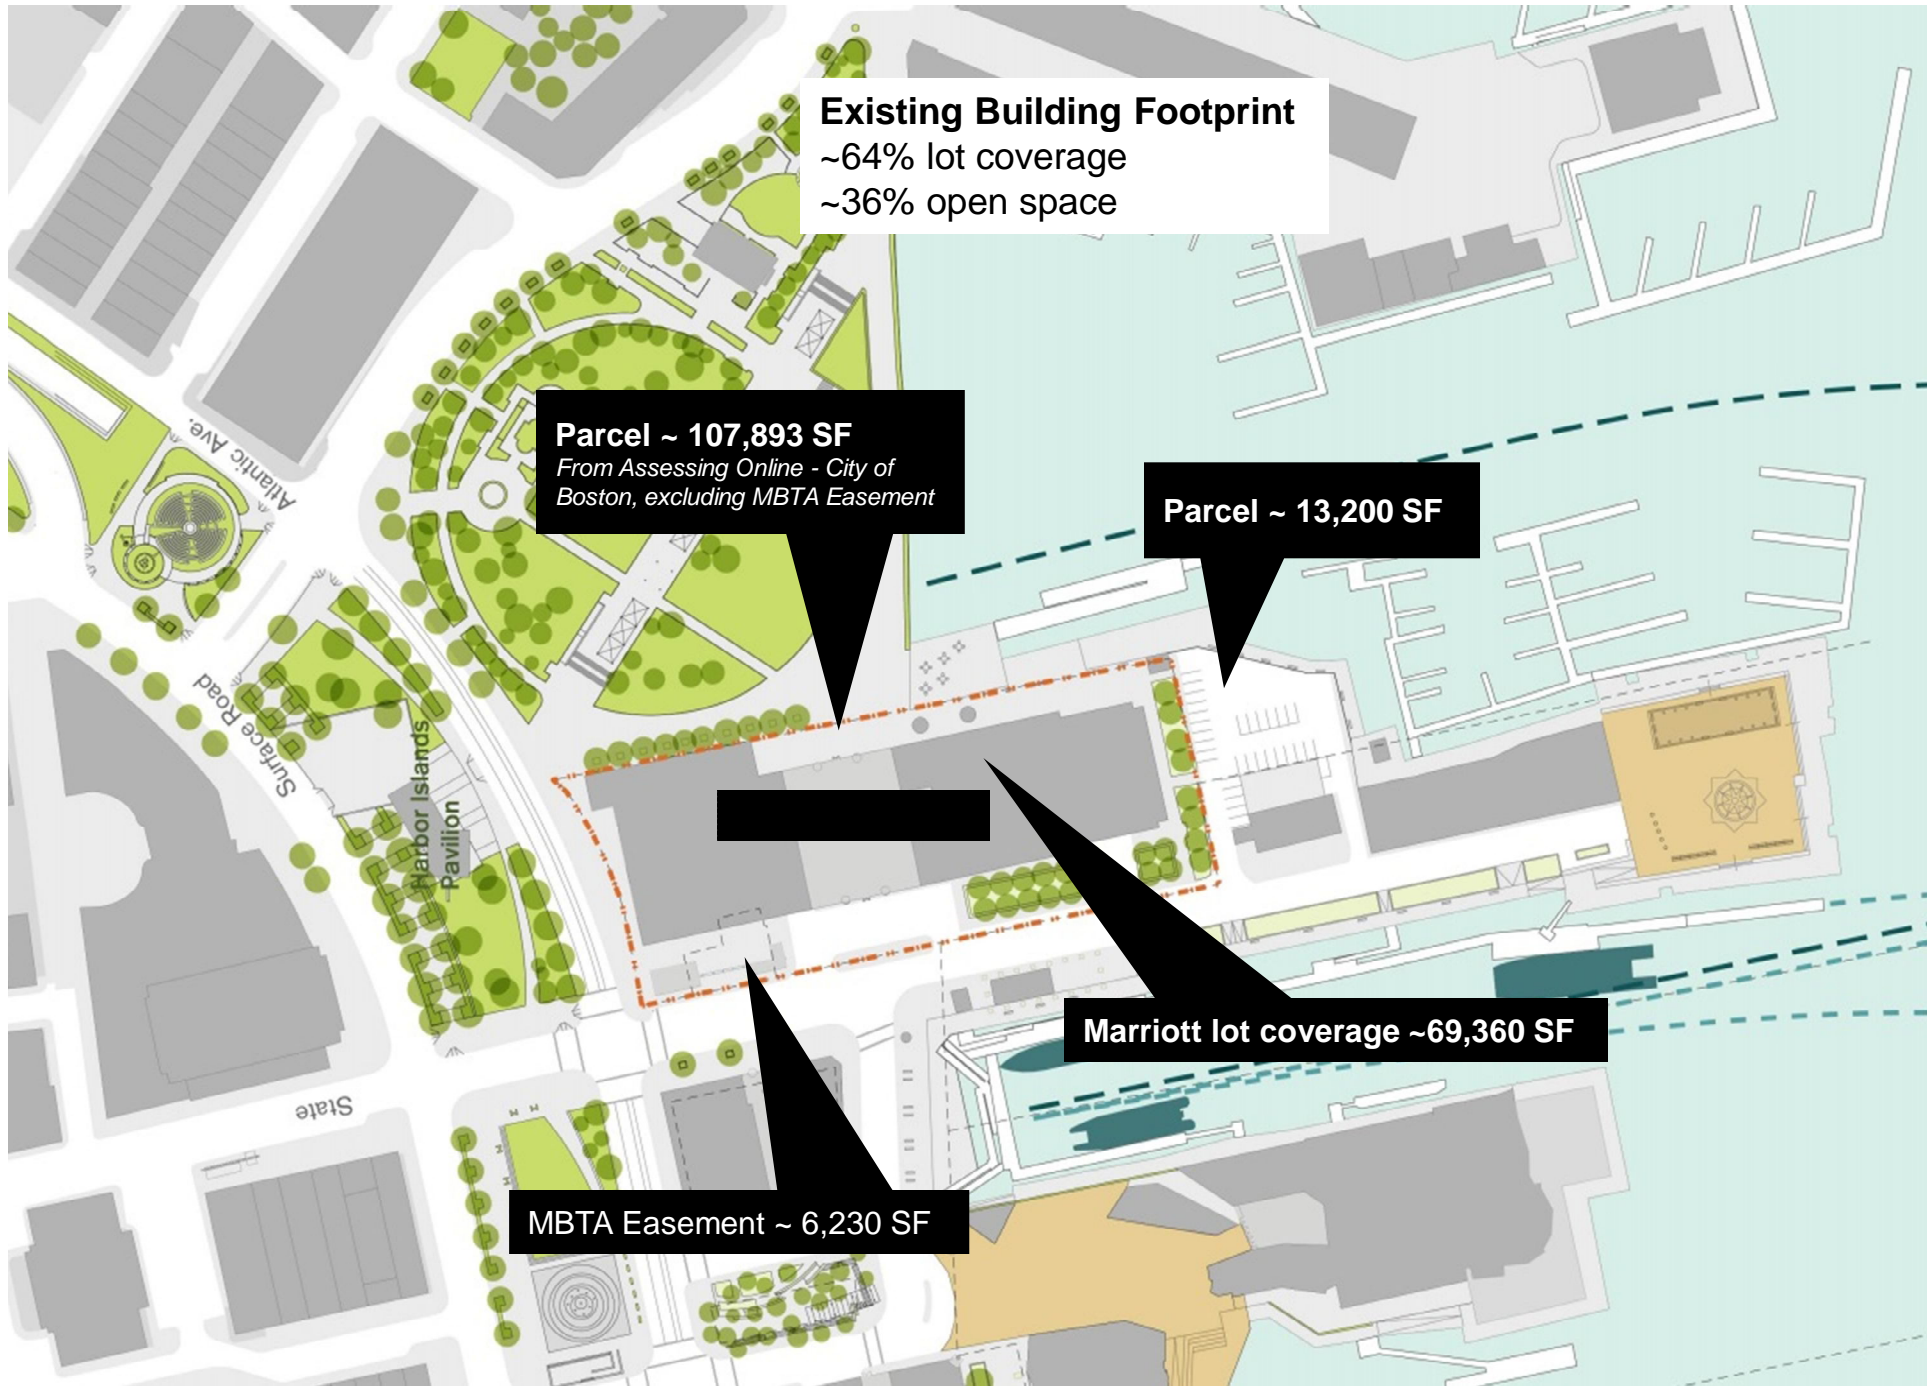 Existing Building Footprint
~64% lot coverage
~36% open space
Parcel ~ 107,893 SF
From Assessing Online - City of
Boston, excluding MBTA Easement
Parcel ~ 13,200 SF
Atlantic Ave.
Surface Road
Harbor Islands
Pavilion
Marriott lot coverage ~69,360 SF
State
MBTA Easement ~ 6,230 SF